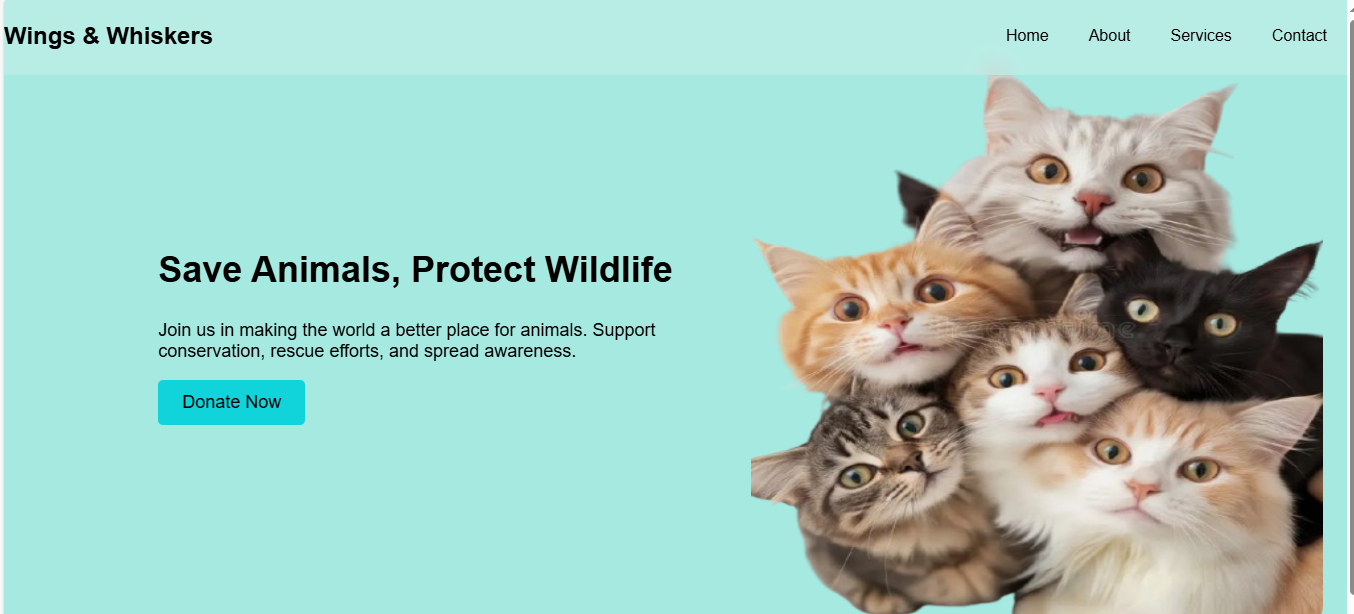 Wings & Whiskers
Home About Services Contact
Save Animals, Protect Wildlife
Join us in making the world a better place for animals. Support
conservation, rescue efforts, and spread awareness.
Donate Now